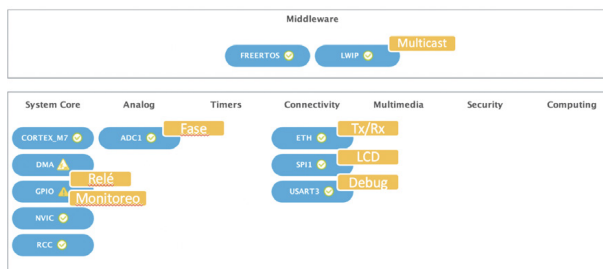 Middleware
FREERTOS
LWIP
Multicast
System Core
Analog
Timers
Connectivity
Multimedia
Security
Computing
CORTEX_M7
ADC1
Fase
ETH
Tx/Rx
DMA
SPI1
LCD
Relé
GPIO
USART3
Debug
Monitoreo
NVIC
RCC